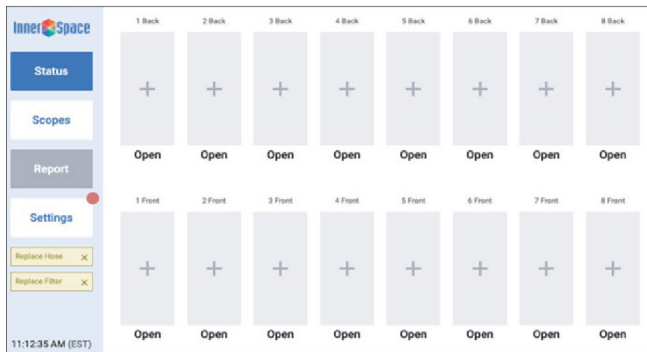 InnerSpace
Status
Scopes
Report
Settings
Replace Hose X
Replace Filter X
11:12:35 AM (EST)
1 Back 2 Back 3 Back 4 Back 5 Back 6 Back 7 Back 8 Back
+ + + + + + + +
Open Open Open Open Open Open Open Open
1 Front 2 Front 3 Front 4 Front 5 Front 6 Front 7 Front 8 Front
+ + + + + + + +
Open Open Open Open Open Open Open Open